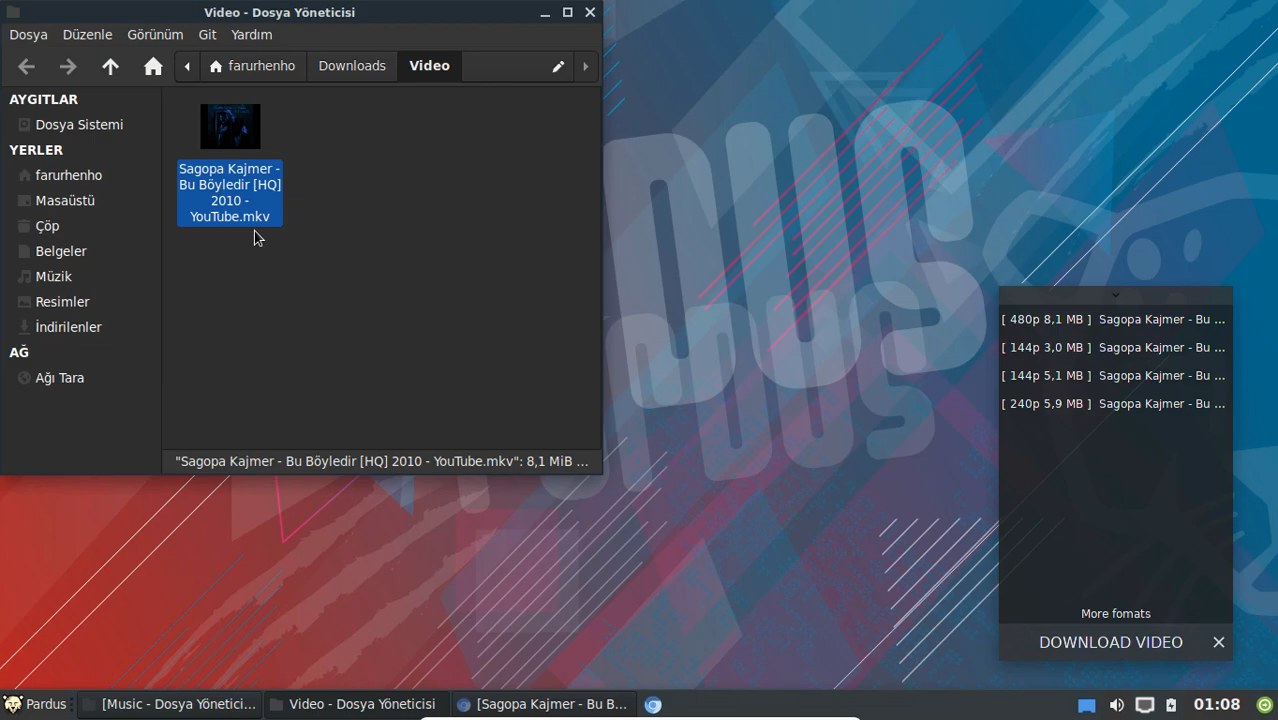 Video - Dosya Yöneticisi
Dosya Düzenle Görünüm Git Yardım
farurhenho Downloads Video
AYGITLAR
Dosya Sistemi
YERLER
farurhenho
Masaüstü
Çöp
Belgeler
Müzik
Resimler
İndirilenler
AĞ
Ağı Tara
Sagopa Kajmer -
Bu Böyledir [HQ]
2010 -
YouTube.mkv
"Sagopa Kajmer - Bu Böyledir [HQ] 2010 - YouTube.mkv": 8,1 MiB ...
[ 480p 8,1 MB ] Sagopa Kajmer - Bu ...
[ 144p 3,0 MB ] Sagopa Kajmer - Bu ...
[ 144p 5,1 MB ] Sagopa Kajmer - Bu ...
[ 240p 5,9 MB ] Sagopa Kajmer - Bu ...
More fomats
DOWNLOAD VIDEO
Pardus [Music - Dosya Yönetici... Video - Dosya Yöneticisi [Sagopa Kajmer - Bu B... 01:08